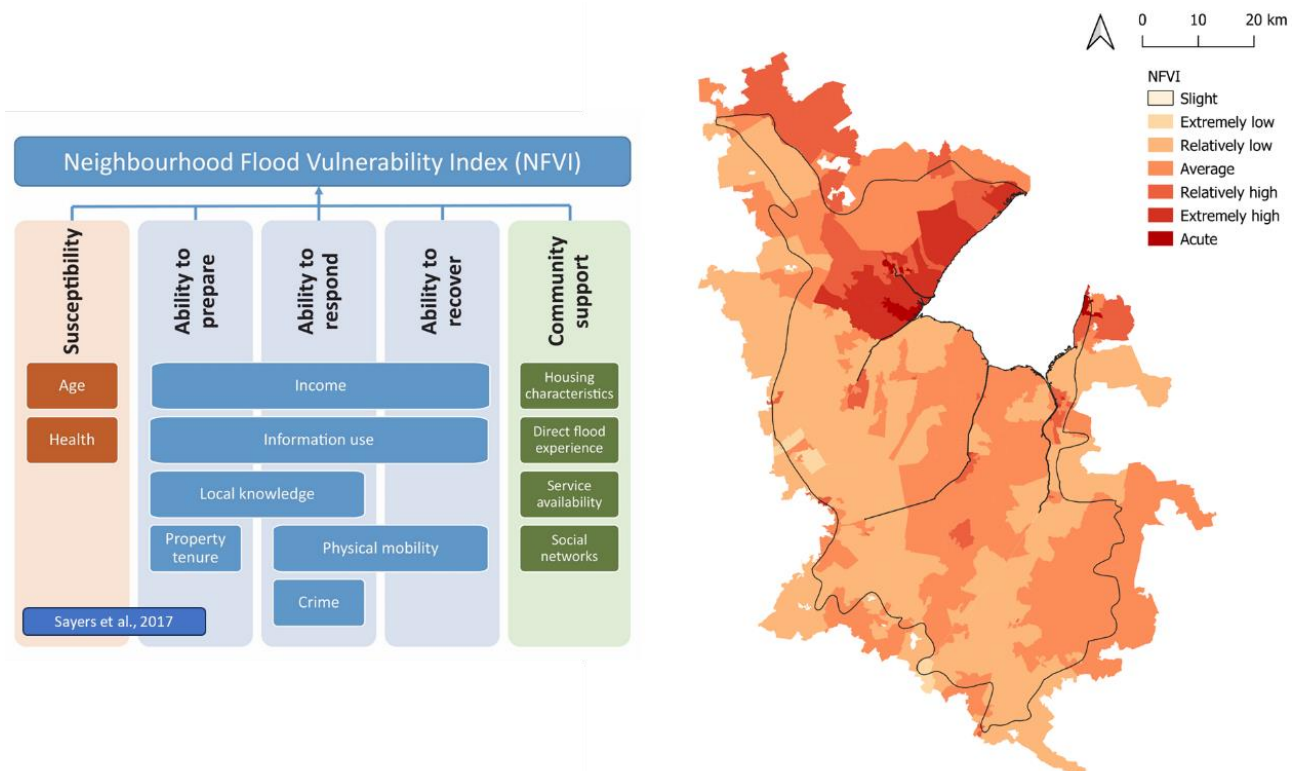 Neighbourhood Flood Vulnerability Index (NFVI)
Susceptibility
Ability to
prepare
Ability to
respond
Ability to
recover
Community
support
Age
Income
Housing
characteristics
Health
Information use
Direct flood
experience
Local knowledge
Service
availability
Property
tenure
Physical mobility
Social
networks
Crime
Sayers et al., 2017
0 10 20 km
NFVI
Slight
Extremely low
Relatively low
Average
Relatively high
Extremely high
Acute